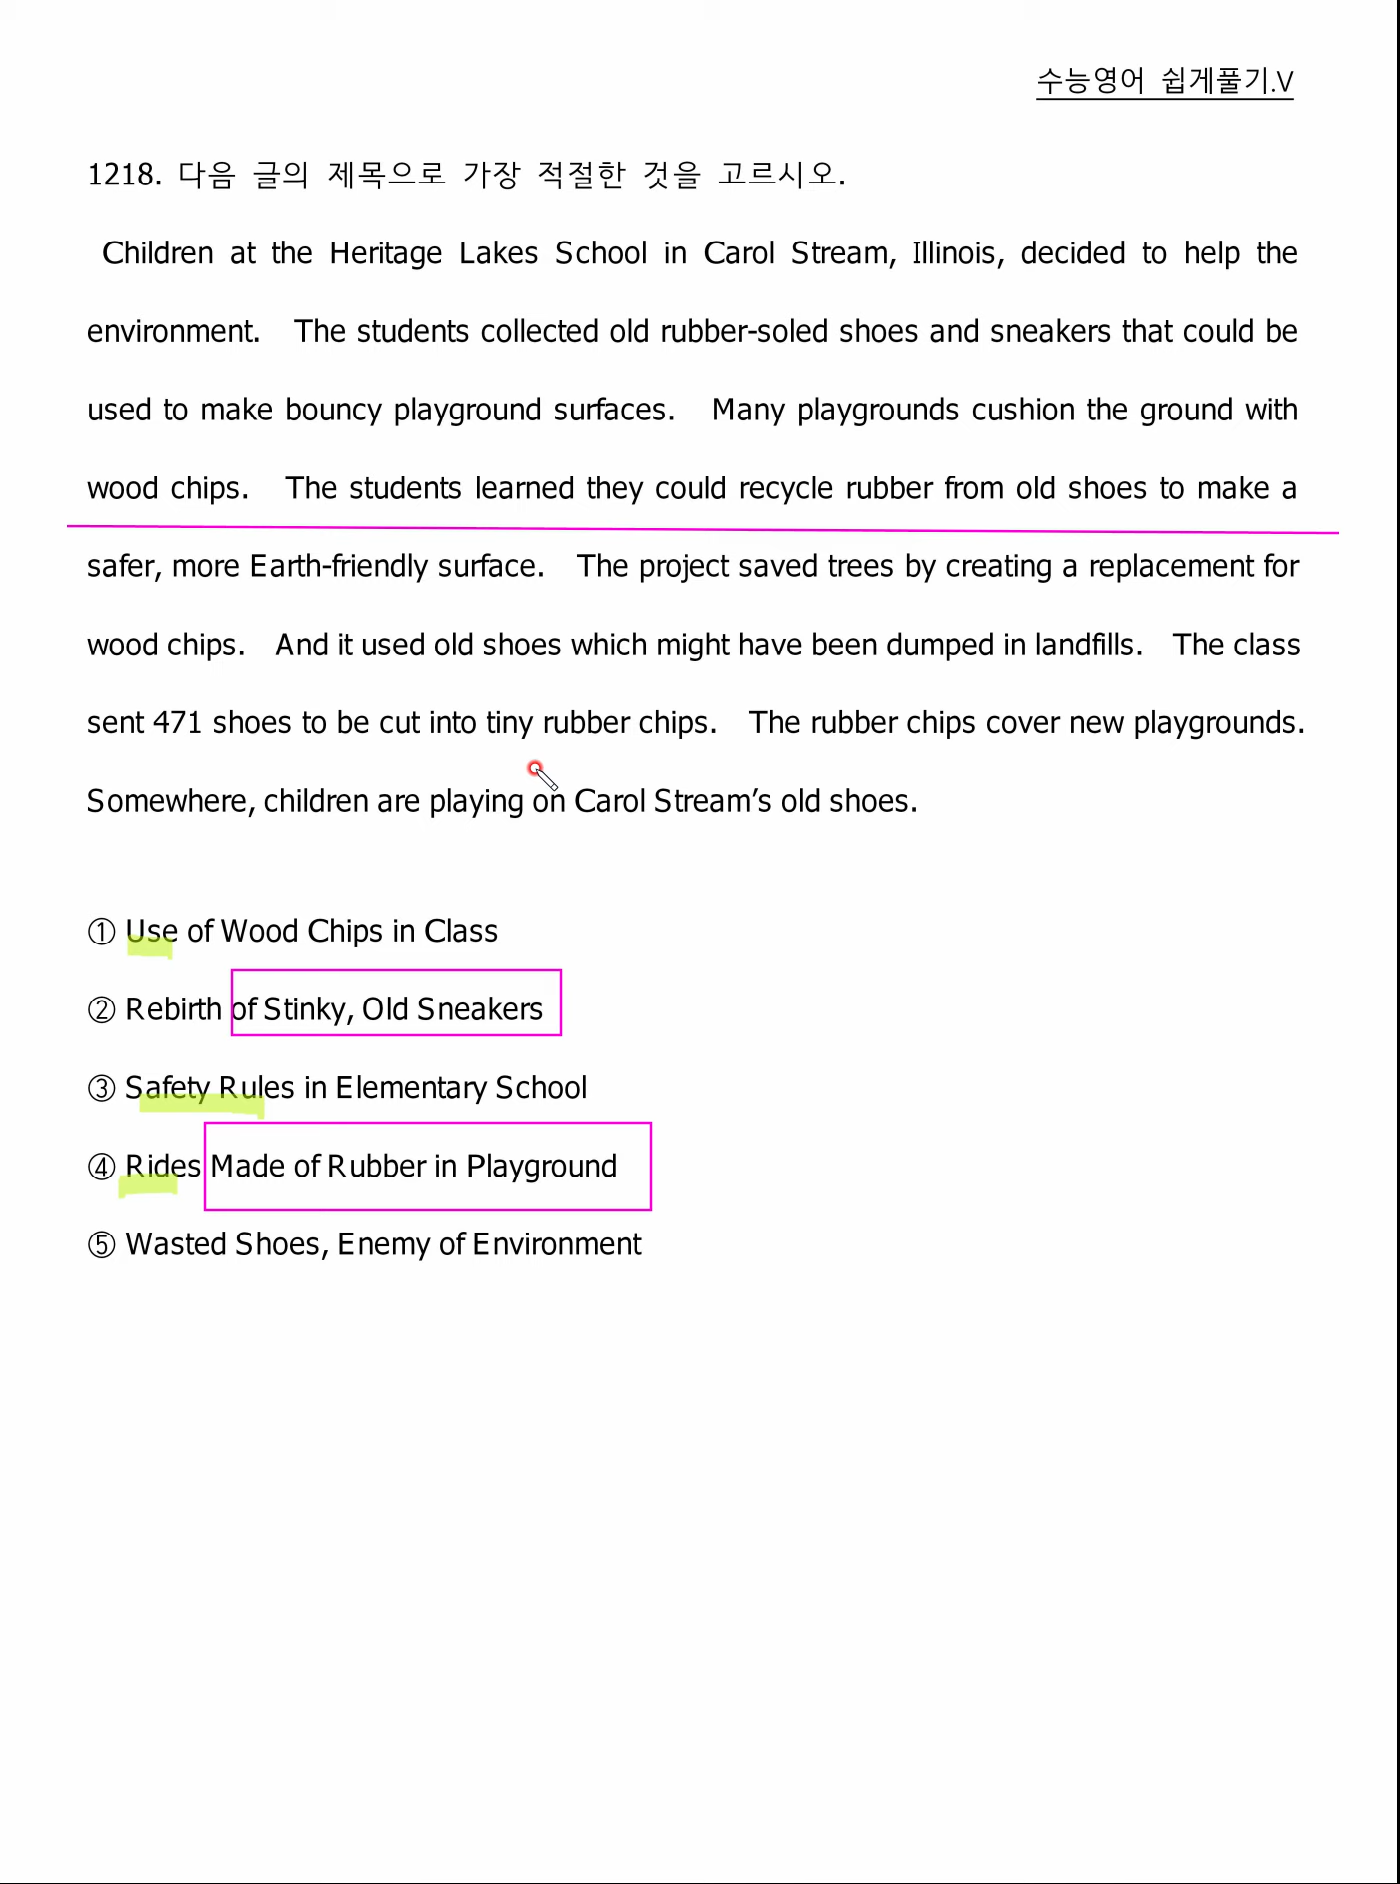 수능영어 쉽게풀기.V
1218. 다음 글의 제목으로 가장 적절한 것을 고르시오.
Children at the Heritage Lakes School in Carol Stream, Illinois, decided to help the
environment. The students collected old rubber-soled shoes and sneakers that could be
used to make bouncy playground surfaces. Many playgrounds cushion the ground with
wood chips. The students learned they could recycle rubber from old shoes to make a
safer, more Earth-friendly surface. The project saved trees by creating a replacement for
wood chips. And it used old shoes which might have been dumped in landfills. The class
sent 471 shoes to be cut into tiny rubber chips. The rubber chips cover new playgrounds.
Somewhere, children are playing on Carol Stream’s old shoes.
① Use of Wood Chips in Class
② Rebirth of Stinky, Old Sneakers
③ Safety Rules in Elementary School
④ Rides Made of Rubber in Playground
⑤ Wasted Shoes, Enemy of Environment